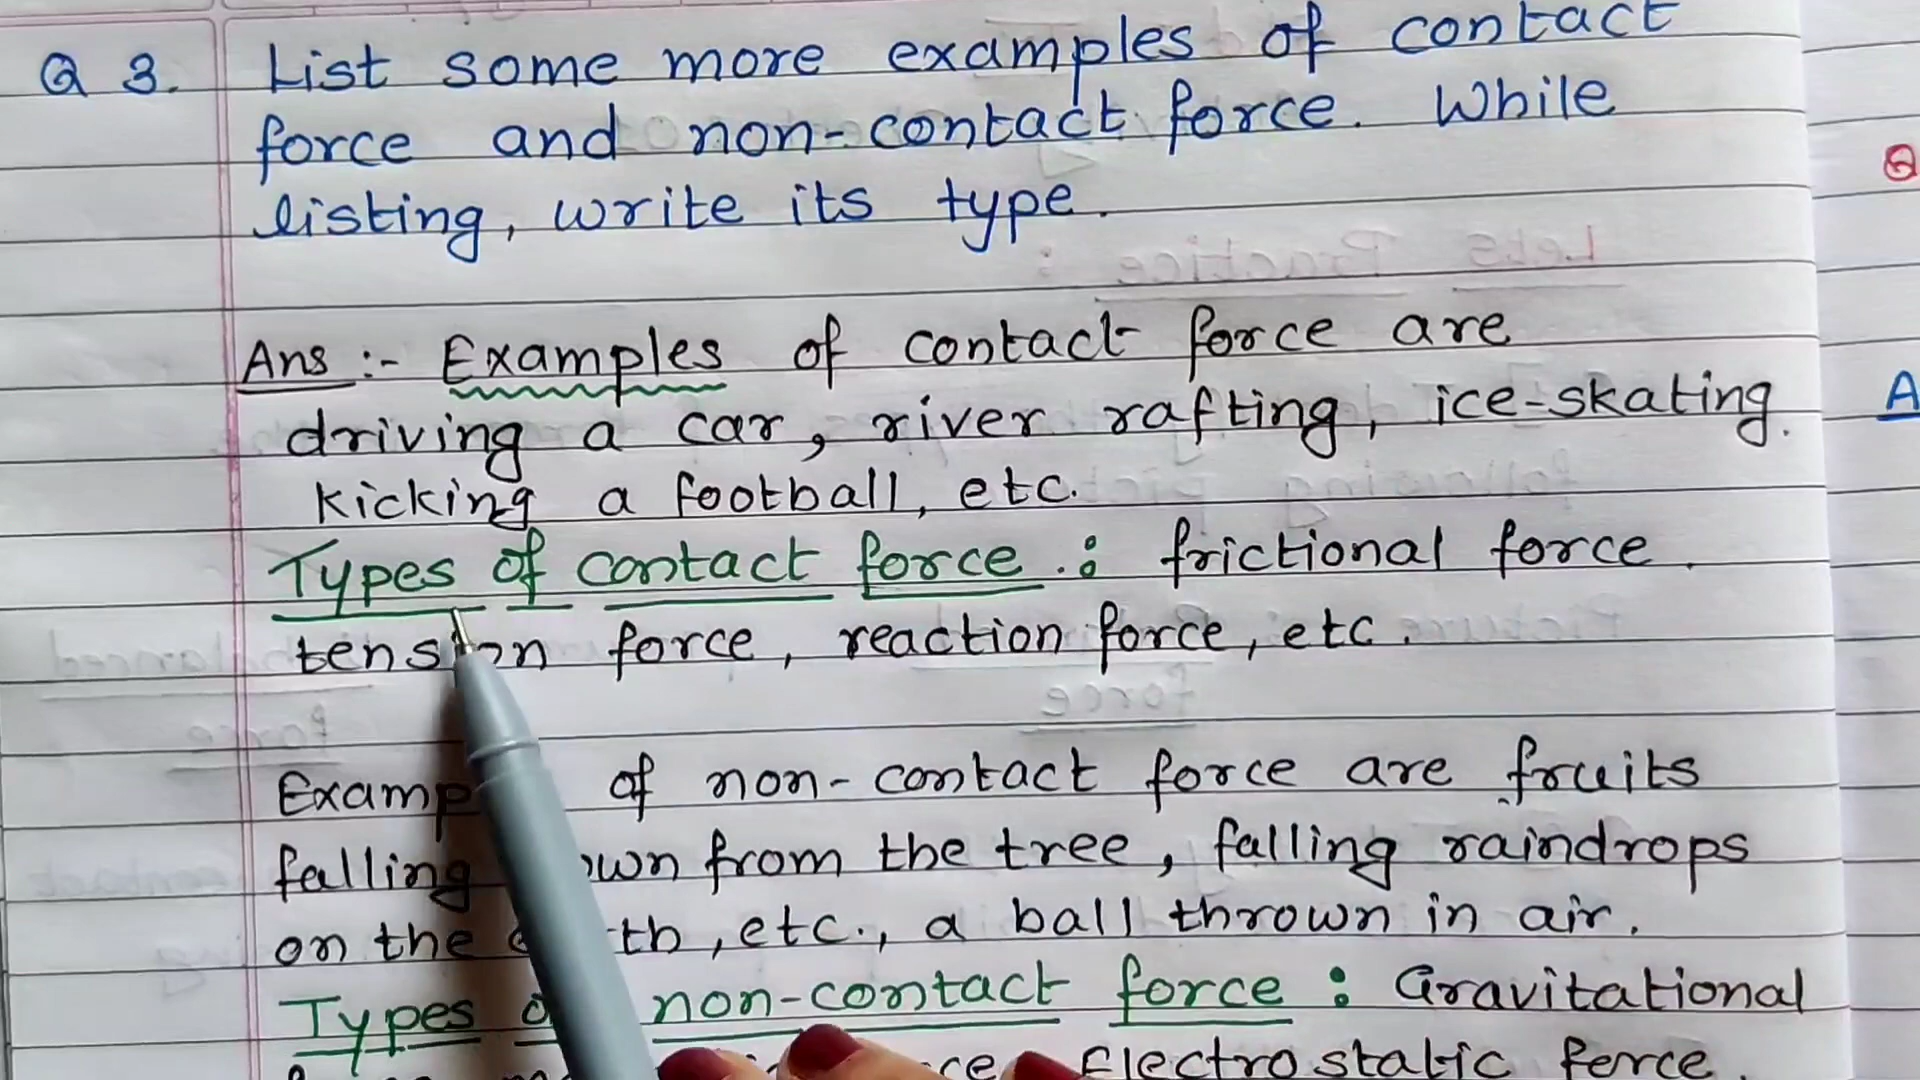 Q 3. List some more examples of contact
force and non-contact force. While
listing, write its type.
Ans :- Examples of contact force are
driving a car, river rafting, ice-skating.
kicking a football, etc.
Types of contact force : frictional force.
tension force, reaction force, etc.
of non-contact force are fruits
falling from the tree, falling raindrops
on the etc., a ball thrown in air.
Types non-contact force : Gravitational
Electrostatic force.
Q
A